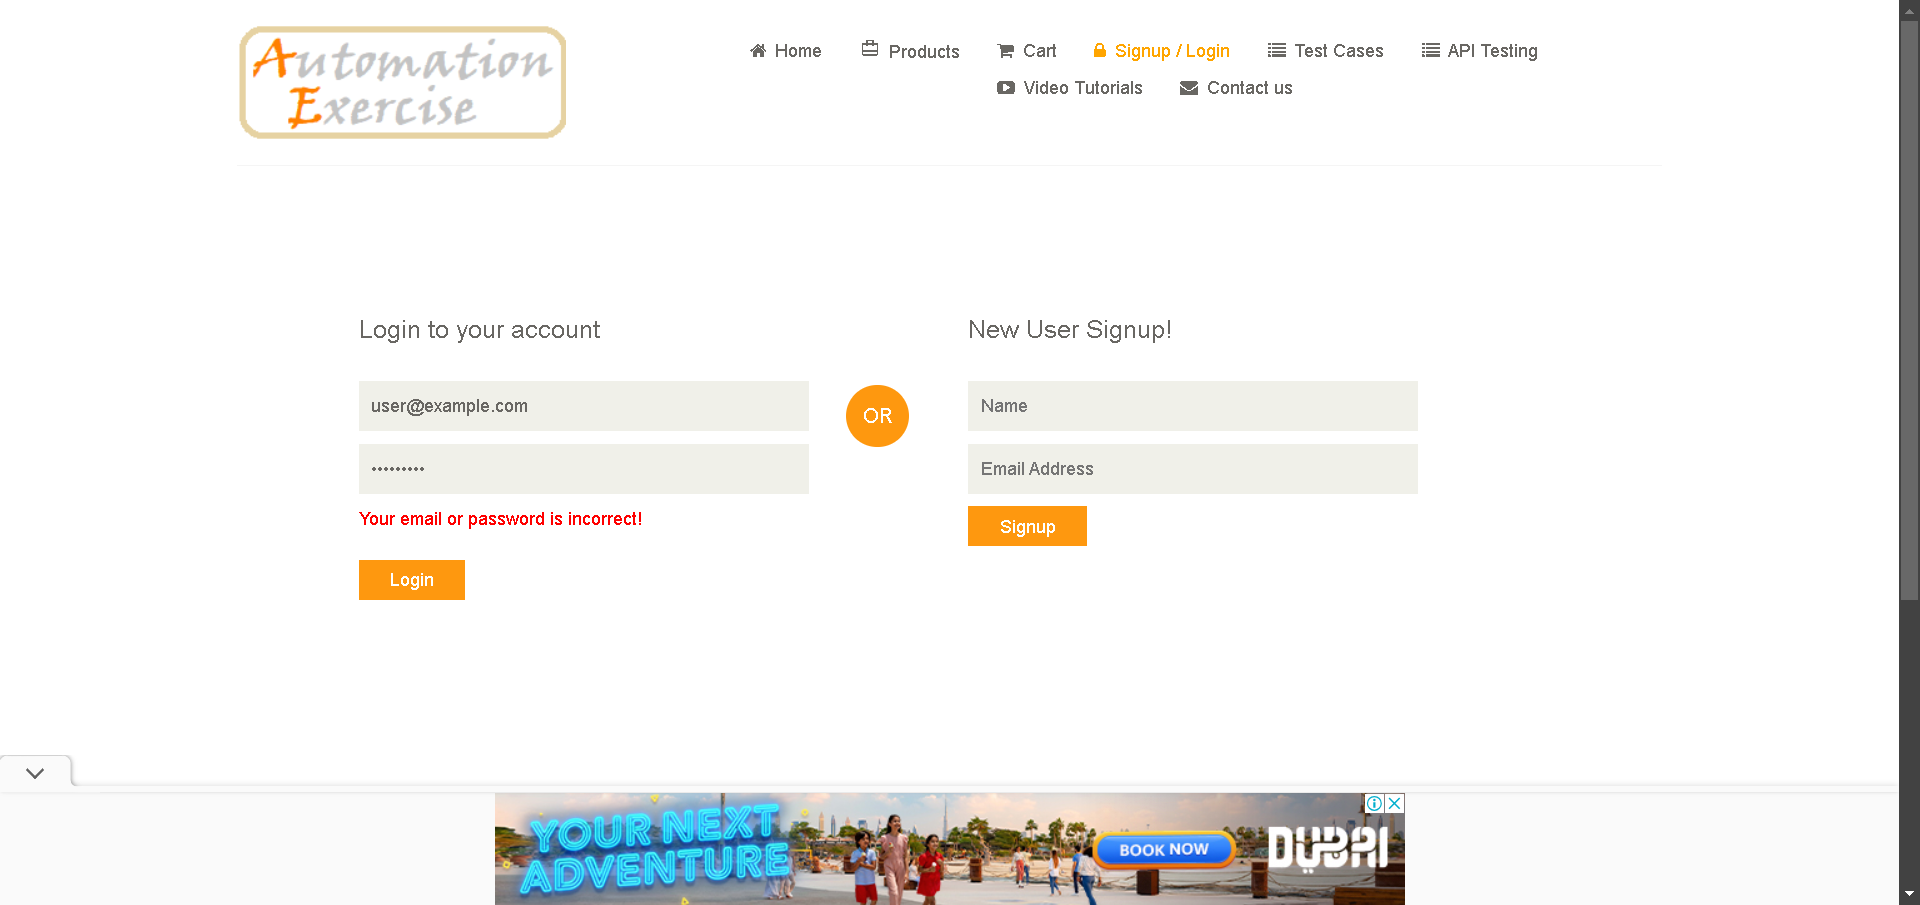 Automation
Exercise
Home
Products
Cart
Signup / Login
Test Cases
API Testing
Video Tutorials
Contact us
Login to your account
user@example.com
•••••••••
Your email or password is incorrect!
Login
OR
New User Signup!
Name
Email Address
Signup
YOUR NEXT
ADVENTURE
BOOK NOW
DUBAI